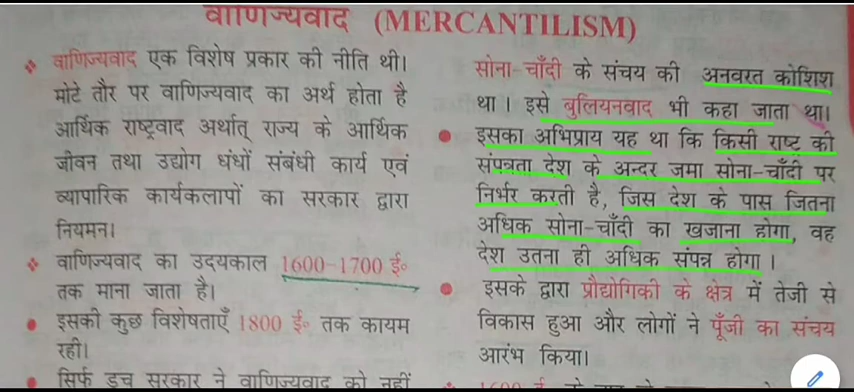 वाणिज्यवाद (MERCANTILISM)
वाणिज्यवाद एक विशेष प्रकार की नीति थी।
मोटे तौर पर वाणिज्यवाद का अर्थ होता है
आर्थिक राष्ट्रवाद अर्थात् राज्य के आर्थिक
जीवन तथा उद्योग धंधों संबंधी कार्य एवं
व्यापारिक कार्यकलापों का सरकार द्वारा
नियमन।
वाणिज्यवाद का उदयकाल 1600-1700 ई०
तक माना जाता है।
इसकी कुछ विशेषताएँ 1800 ई० तक कायम
रही।
सिर्फ डच सरकार ने वाणिज्यवाद को नहीं
सोना-चाँदी के संचय की अनवरत कोशिश
था। इसे बुलियनवाद भी कहा जाता था।
इसका अभिप्राय यह था कि किसी राष्ट की
संपन्नता देश के अन्दर जमा सोना-चाँदी पर
निर्भर करती है, जिस देश के पास जितना
अधिक सोना-चाँदी का खजाना होगा, वह
देश उतना ही अधिक संपन्न होगा।
इसके द्वारा प्रौद्योगिकी के क्षेत्र में तेजी से
विकास हुआ और लोगों ने पूँजी का संचय
आरंभ किया।